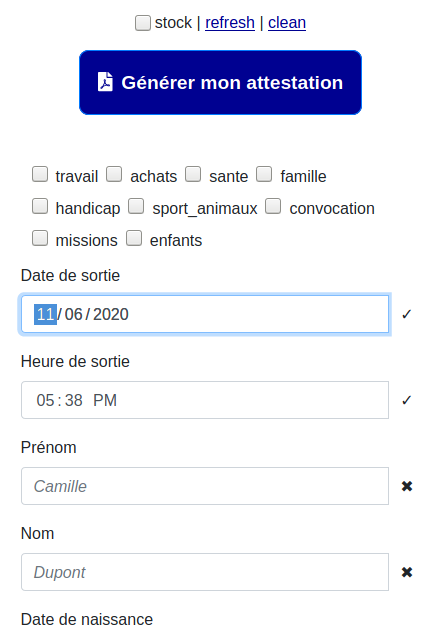 stock | refresh | clean
Générer mon attestation
travail achats sante famille
handicap sport_animaux convocation
missions enfants
Date de sortie
11/06/2020 ✓
Heure de sortie
05:38 PM ✓
Prénom
Camille ✖
Nom
Dupont ✖
Date de naissance